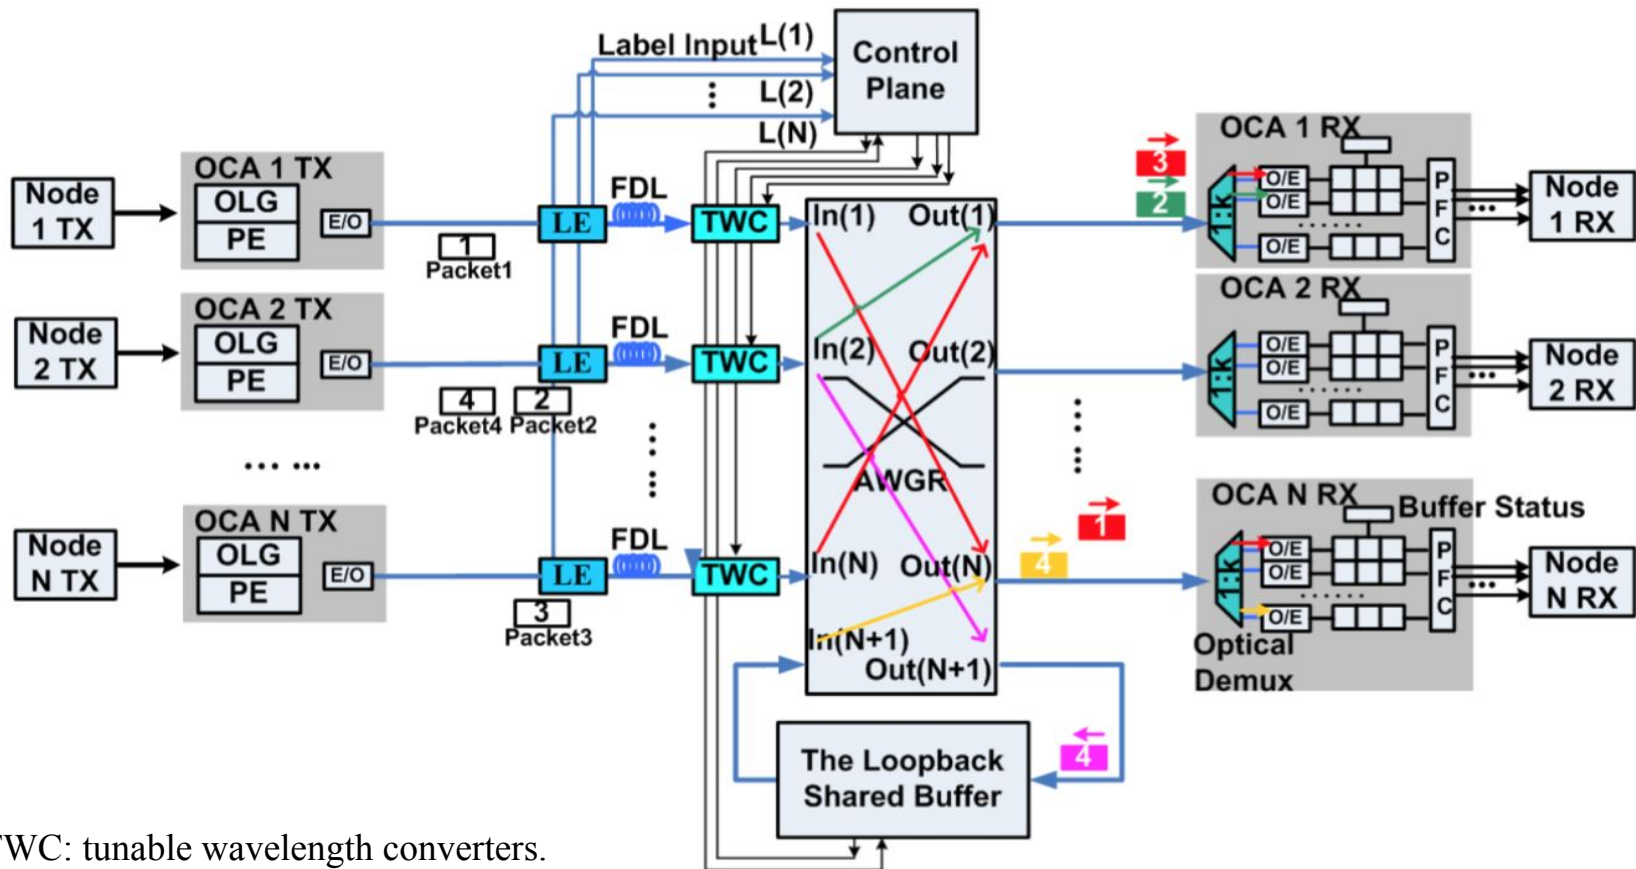 Label Input
L(1)
L(2)
L(N)
Control
Plane
Node
1 TX
OCA 1 TX
OLG
PE
E/O
1
Packet1
LE
FDL
TWC
In(1)
Out(1)
3
2
OCA 1 RX
1:k
O/E
O/E
......
O/E
P
F
C
...
Node
1 RX
Node
2 TX
OCA 2 TX
OLG
PE
E/O
4
Packet4
2
Packet2
LE
FDL
TWC
In(2)
Out(2)
OCA 2 RX
1:k
O/E
O/E
......
O/E
P
F
C
...
Node
2 RX
... ...
AWGR
Node
N TX
OCA N TX
OLG
PE
E/O
3
Packet3
LE
FDL
TWC
In(N)
Out(N)
4
1
OCA N RX
Buffer Status
1:k
O/E
O/E
......
O/E
P
F
C
...
Optical
Demux
Node
N RX
In(N+1)
Out(N+1)
4
The Loopback
Shared Buffer
TWC: tunable wavelength converters.